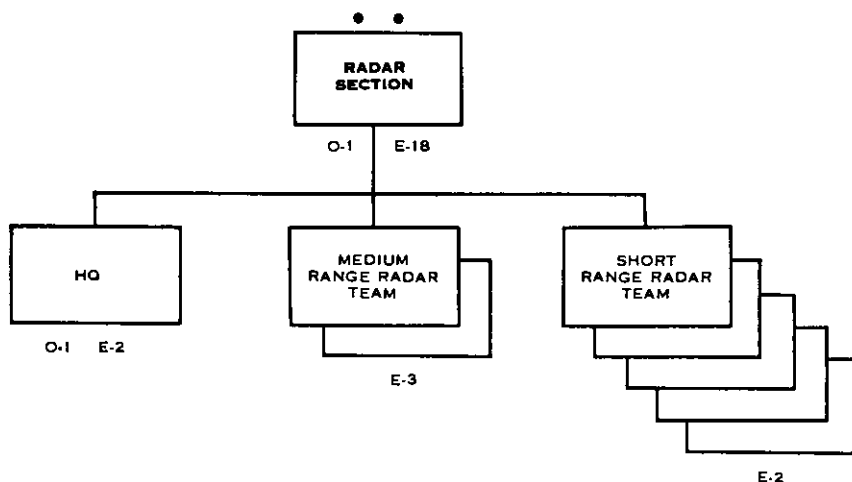 RADAR
SECTION
O-1 E-18
HQ
O-1 E-2
MEDIUM
RANGE RADAR
TEAM
E-3
SHORT
RANGE RADAR
TEAM
E-2